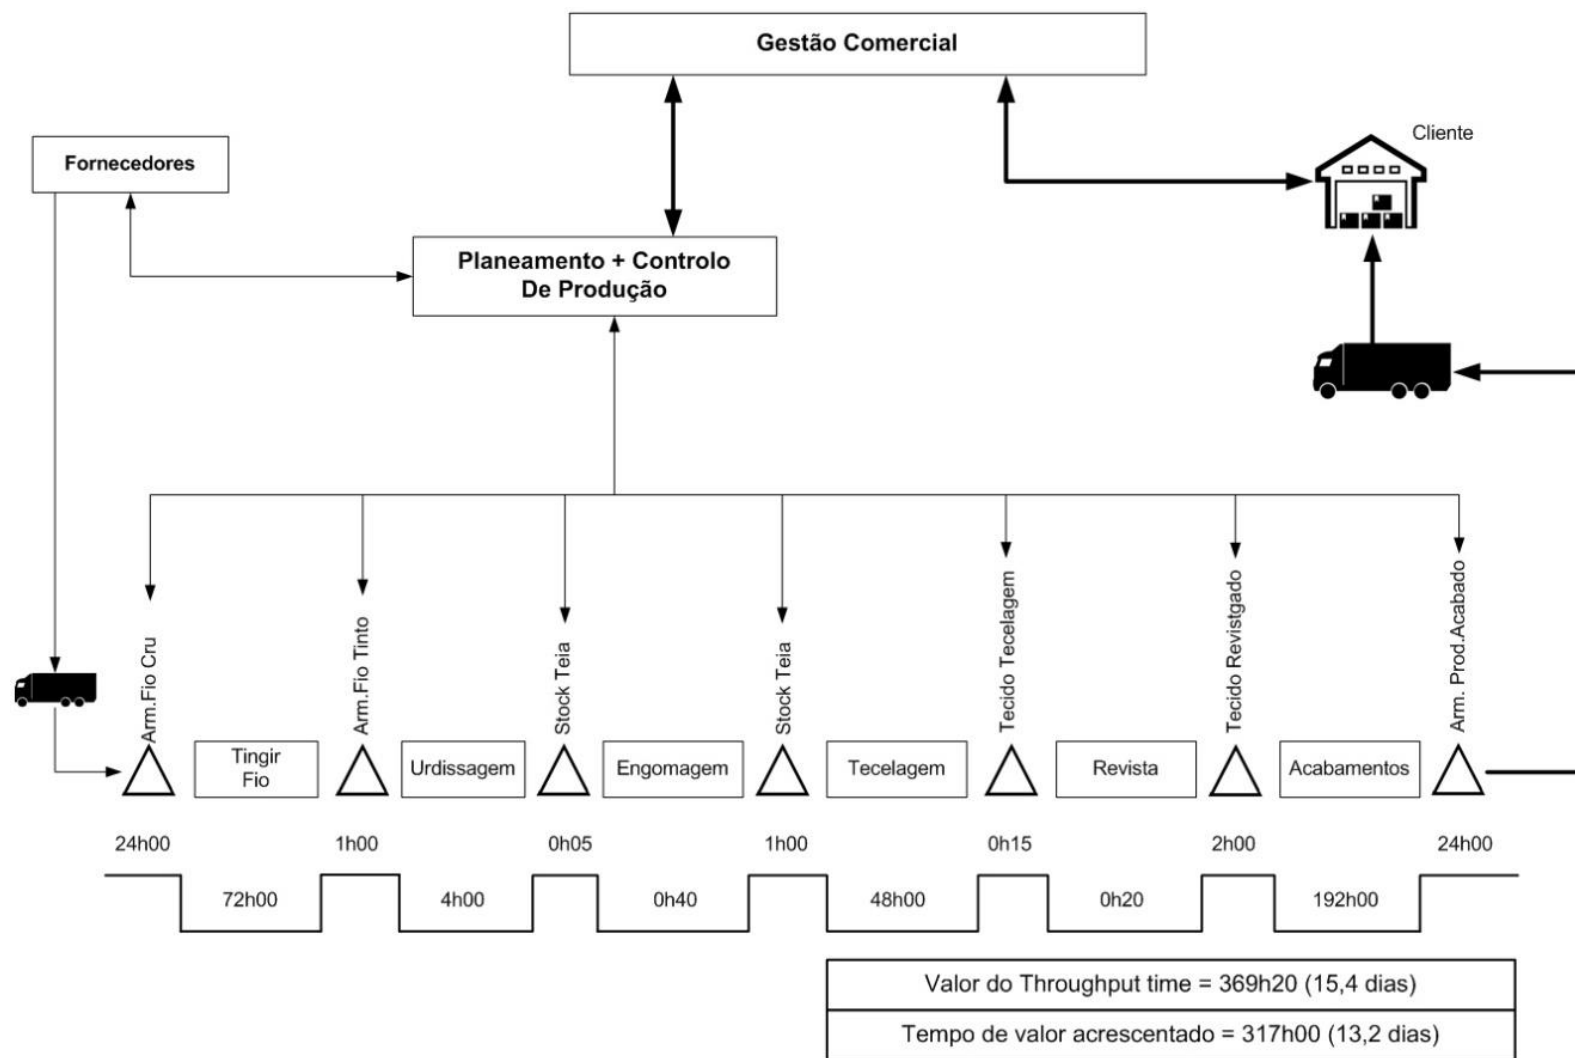 Gestão Comercial
Cliente
Fornecedores
Planeamento + Controlo
De Produção
Arm.Fio Cru
Arm.Fio Tinto
Stock Teia
Stock Teia
Tecido Tecelagem
Tecido Revistgado
Arm. Prod.Acabado
Tingir
Fio
Urdissagem
Engomagem
Tecelagem
Revista
Acabamentos
24h00
1h00
0h05
1h00
0h15
2h00
24h00
72h00
4h00
0h40
48h00
0h20
192h00
Valor do Throughput time = 369h20 (15,4 dias)
Tempo de valor acrescentado = 317h00 (13,2 dias)